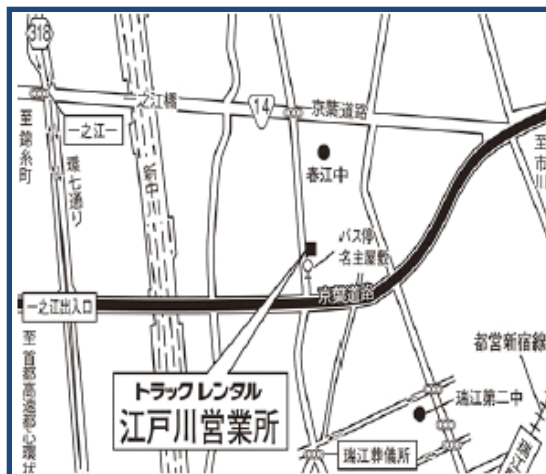 318
一之江橋
14
京葉道路
一之江一
至錦糸町
環七通り
新中川
春江中
至市川
バス停
名主屋敷
京葉道路
一之江出入口
至首都高速都心環状
都営新宿線
トラックレンタル
江戸川営業所
瑞江第二中
瑞江葬儀所